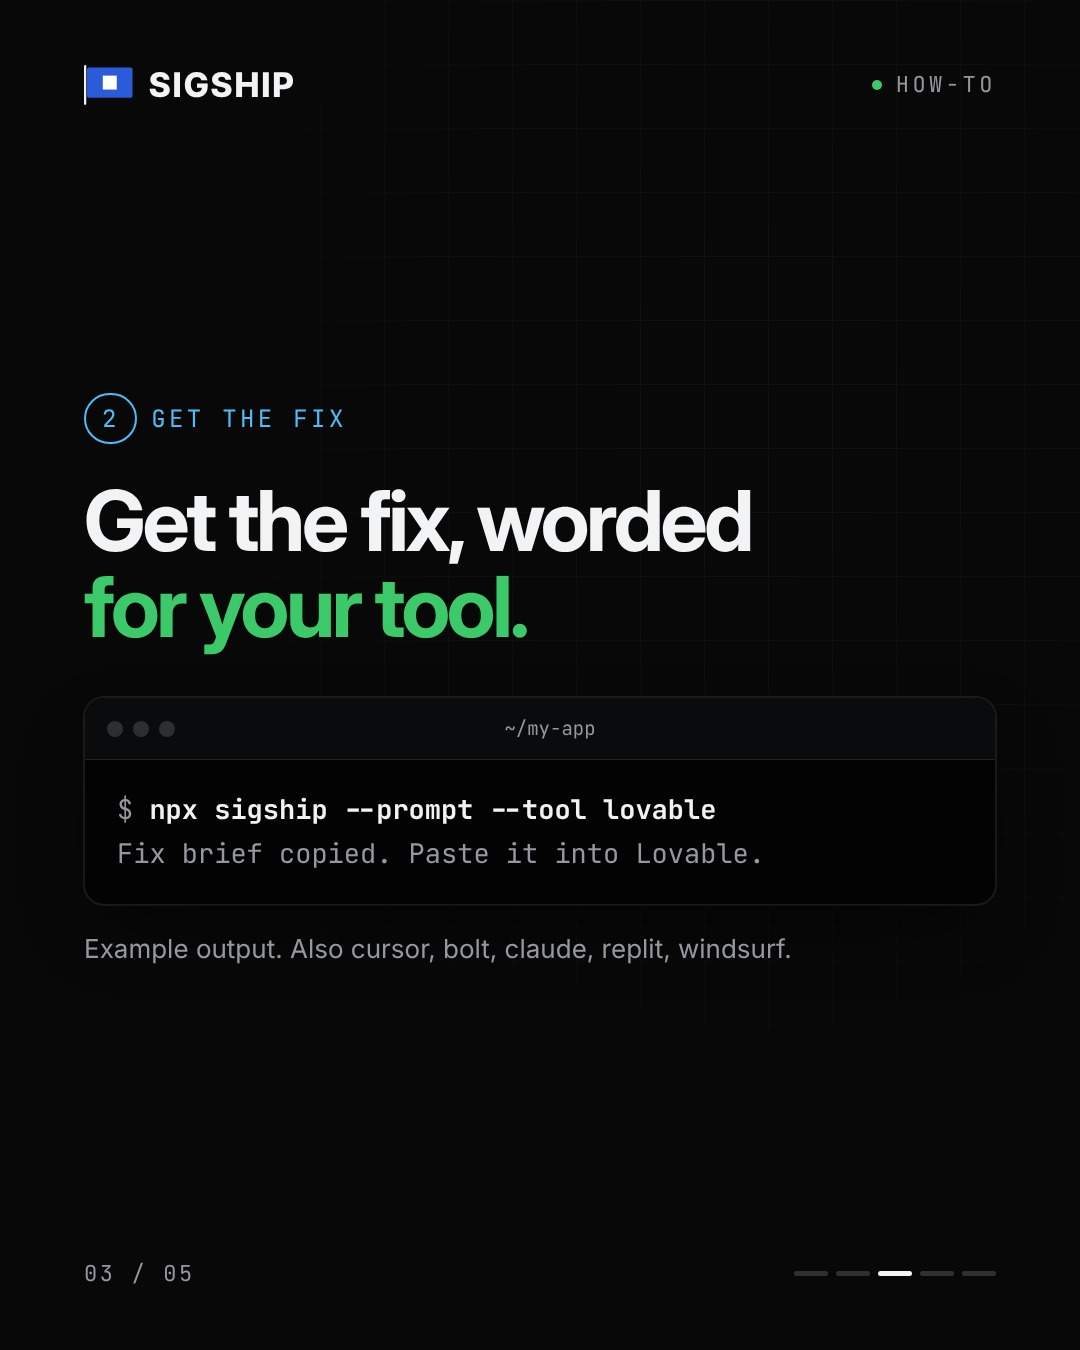 SIGSHIP
HOW-TO
2 GET THE FIX
Get the fix, worded
for your tool.
~/my-app
$ npx sigship --prompt --tool lovable
Fix brief copied. Paste it into Lovable.
Example output. Also cursor, bolt, claude, replit, windsurf.
03 / 05